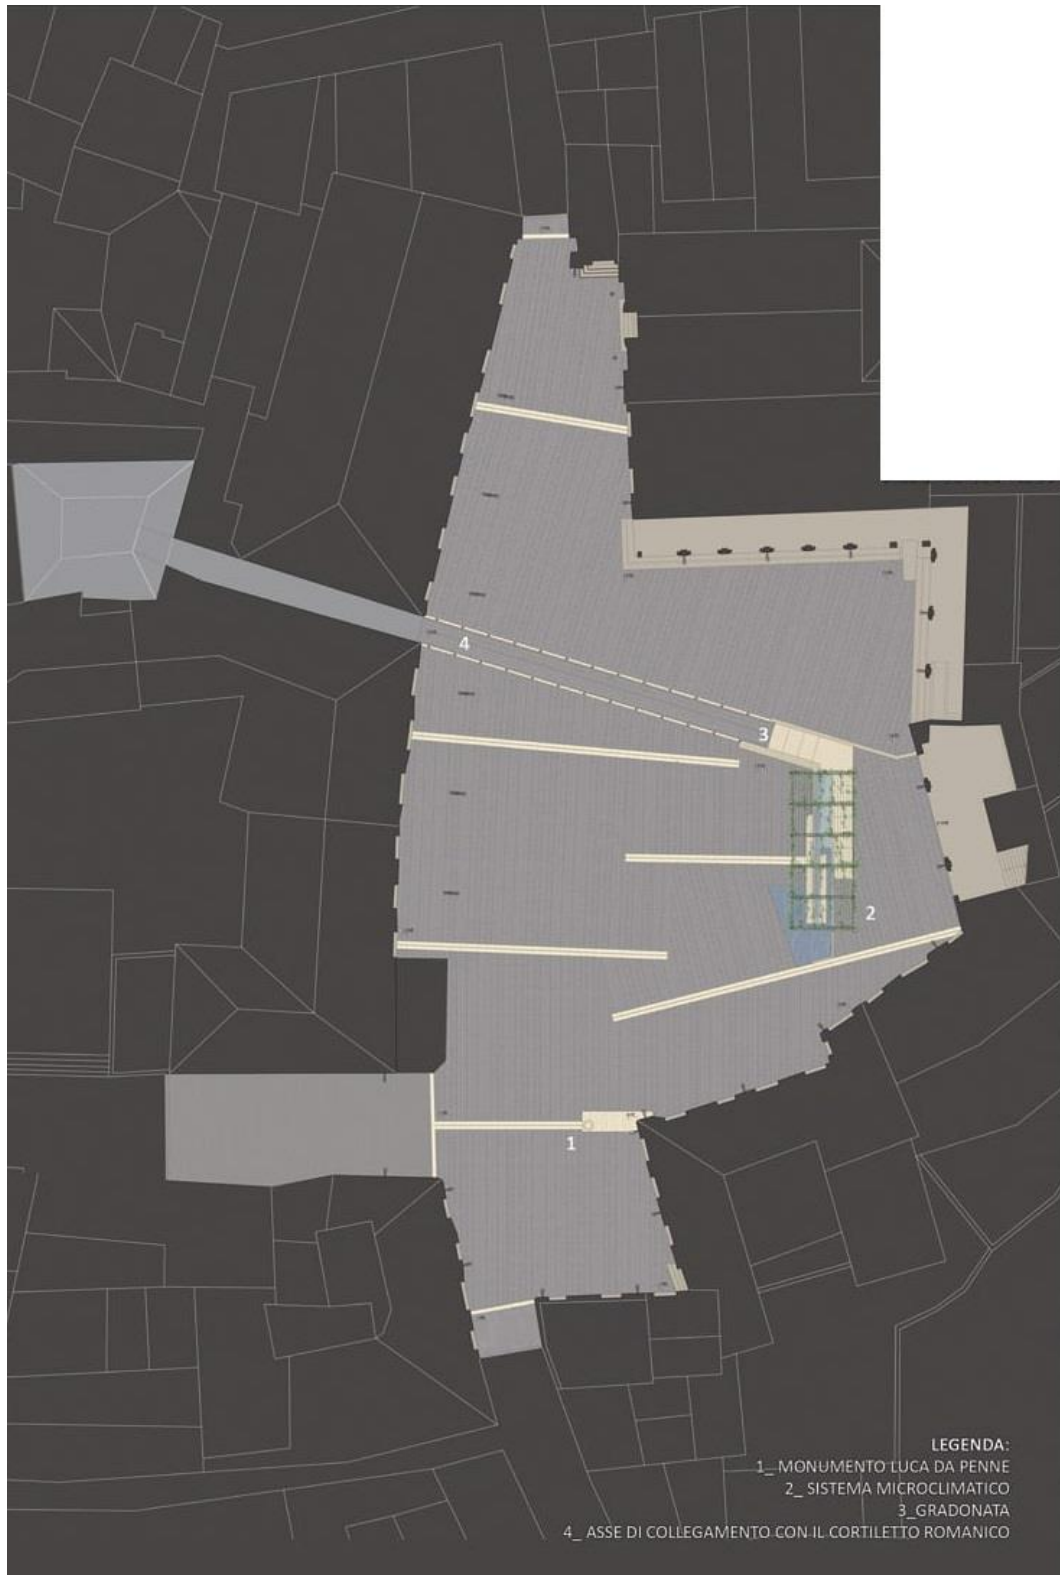 4
3
2
1
LEGENDA:
1_ MONUMENTO LUCA DA PENNE
2_ SISTEMA MICROCLIMATICO
3_GRADONATA
4_ ASSE DI COLLEGAMENTO CON IL CORTILETTO ROMANICO